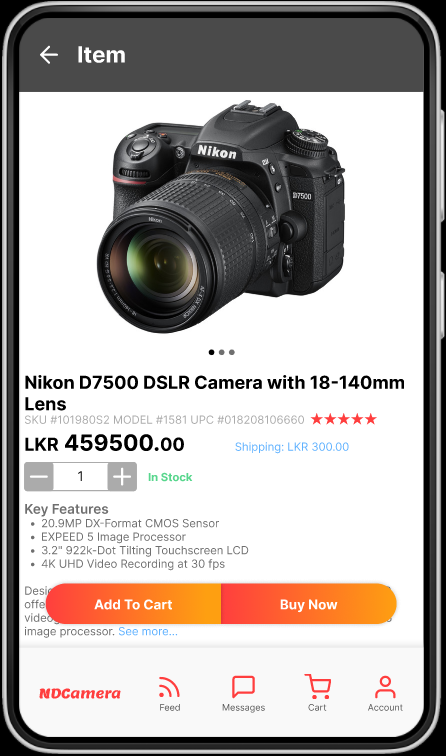 Item
Nikon
D7500
Nikon
Nikon D7500 DSLR Camera with 18-140mm
Lens
SKU #101980S2 MODEL #1581 UPC #018208106660
LKR 459500.00
Shipping: LKR 300.00
1
In Stock
Key Features
• 20.9MP DX-Format CMOS Sensor
• EXPEED 5 Image Processor
• 3.2" 922k-Dot Tilting Touchscreen LCD
• 4K UHD Video Recording at 30 fps
Add To Cart
Buy Now
image processor. See more...
NDCamera
Feed
Messages
Cart
Account